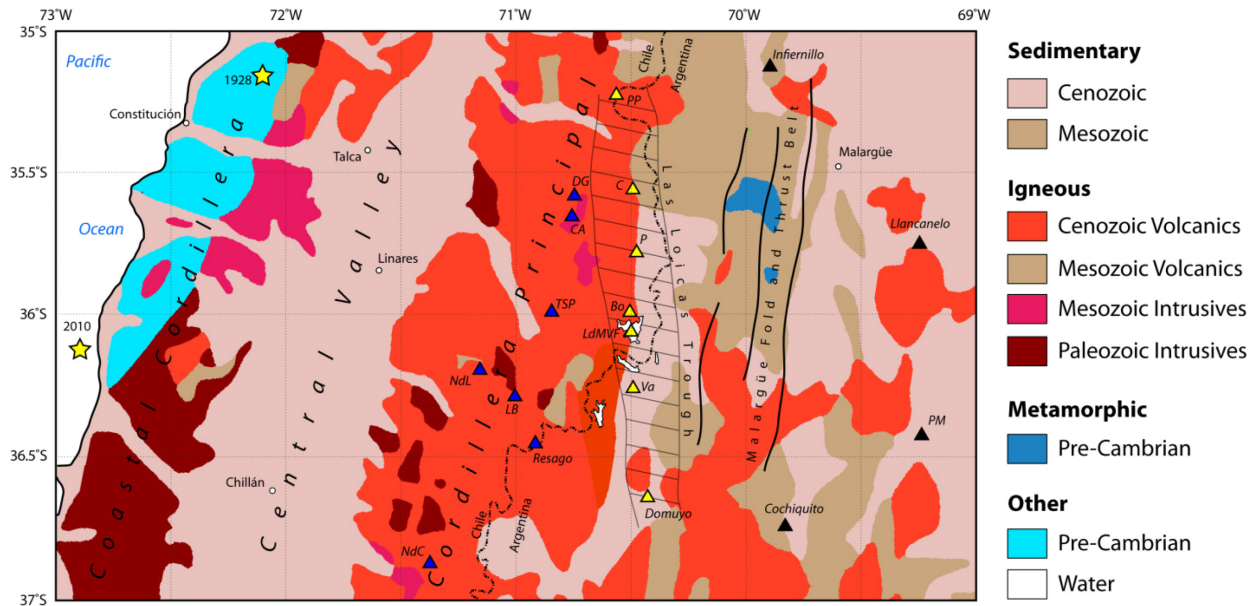 73°W
72°W
71°W
70°W
69°W
35°S
35.5°S
36°S
36.5°S
37°S
Pacific
Ocean
1928
2010
Constitución
Talca
Linares
Chillán
Malargüe
Coastal Cordillera
Central Valley
Cordillera Principal
Las Loicas Trough
Malargüe Fold and Thrust Belt
Chile
Argentina
Chile
Argentina
PP
C
P
Bo
LdMVF
Va
Domuyo
DG
CA
TSP
NdL
LB
Resago
NdC
Infiernillo
Llancanelo
PM
Cochiquito
Sedimentary
Cenozoic
Mesozoic
Igneous
Cenozoic Volcanics
Mesozoic Volcanics
Mesozoic Intrusives
Paleozoic Intrusives
Metamorphic
Pre-Cambrian
Other
Pre-Cambrian
Water